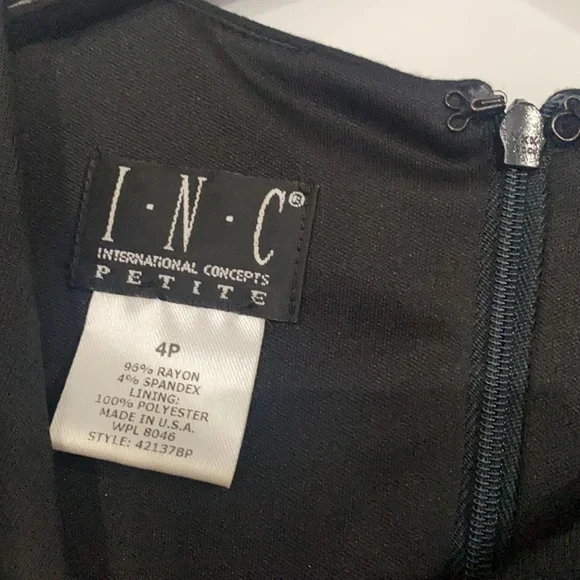 I·N·C®
INTERNATIONAL CONCEPTS
PETITE
4P
96% RAYON
4% SPANDEX
LINING:
100% POLYESTER
MADE IN U.S.A.
WPL 8046
STYLE: 42137BP